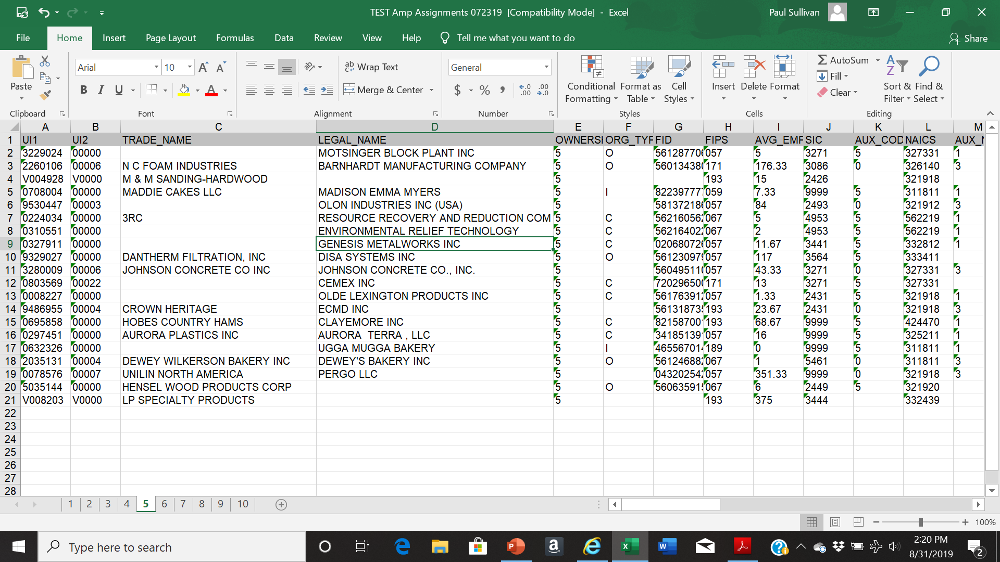 TEST Amp Assignments 072319  [Compatibility Mode]  -  Excel
Paul Sullivan
File Home Insert Page Layout Formulas Data Review View Help Tell me what you want to do Share
Paste
Clipboard
Arial 10
B I U
Font
Wrap Text
Merge & Center
Alignment
General
$ % ,
Number
Conditional Formatting
Format as Table
Cell Styles
Styles
Insert Delete Format
Cells
AutoSum
Fill
Clear
Sort & Filter
Find & Select
Editing
A B C D E F G H I J K L M
1 UI1 UI2 TRADE_NAME LEGAL_NAME OWNERSH ORG_TYP FID FIPS AVG_EMP SIC AUX_COD NAICS AUX_N
2 3229024 00000 MOTSINGER BLOCK PLANT INC 5 O 56128770 057 5 3271 5 327331 1
3 2260106 00006 N C FOAM INDUSTRIES BARNHARDT MANUFACTURING COMPANY 5 O 56013438 171 176.33 3086 0 326140 3
4 V004928 V0000 M & M SANDING-HARDWOOD 5 193 15 2426 321918
5 0708004 00000 MADDIE CAKES LLC MADISON EMMA MYERS 5 I 82239777 059 7.33 9999 5 311811 1
6 9530447 00003 OLON INDUSTRIES INC (USA) 5 58137218 057 84 2493 0 321912 3
7 0224034 00000 3RC RESOURCE RECOVERY AND REDUCTION COM 5 C 56216056 067 5 4953 5 562219 1
8 0310551 00000 ENVIRONMENTAL RELIEF TECHNOLOGY 5 C 56216402 067 2 4953 5 562219 1
9 0327911 00000 GENESIS METALWORKS INC 5 C 02068072 057 11.67 3441 5 332812 1
10 9329027 00000 DANTHERM FILTRATION, INC DISA SYSTEMS INC 5 O 56123097 057 117 3564 5 333411
11 3280009 00006 JOHNSON CONCRETE CO INC JOHNSON CONCRETE CO., INC. 5 56049511 057 43.33 3271 0 327331 3
12 0803569 00022 CEMEX INC 5 C 72029650 171 13 3271 5 327331
13 0008227 00000 OLDE LEXINGTON PRODUCTS INC 5 C 56176391 057 1.33 2431 5 321918 1
14 9486955 00004 CROWN HERITAGE ECMD INC 5 56131873 193 23.67 2431 0 321918 3
15 0695858 00000 HOBES COUNTRY HAMS CLAYEMORE INC 5 C 82158700 193 68.67 9999 5 424470 1
16 0297451 00000 AURORA PLASTICS INC AURORA  TERRA , LLC 5 C 34185139 057 16 9999 5 325211 1
17 0632326 00000 UGGA MUGGA BAKERY 5 I 46556701 189 0 9999 5 311811 1
18 2035131 00004 DEWEY WILKERSON BAKERY INC DEWEY'S BAKERY INC 5 O 56124688 067 1 5461 0 311811 3
19 0078576 00007 UNILIN NORTH AMERICA PERGO LLC 5 04320254 057 351.33 9999 0 321918 3
20 5035144 00000 HENSEL WOOD PRODUCTS CORP 5 O 56063591 067 6 2449 5 321920
21 V008203 V0000 LP SPECIALTY PRODUCTS 5 193 375 3444 332439
22
23
24
25
26
27
28
1 2 3 4 5 6 7 8 9 10
100%
Type here to search
2:20 PM
8/31/2019
2